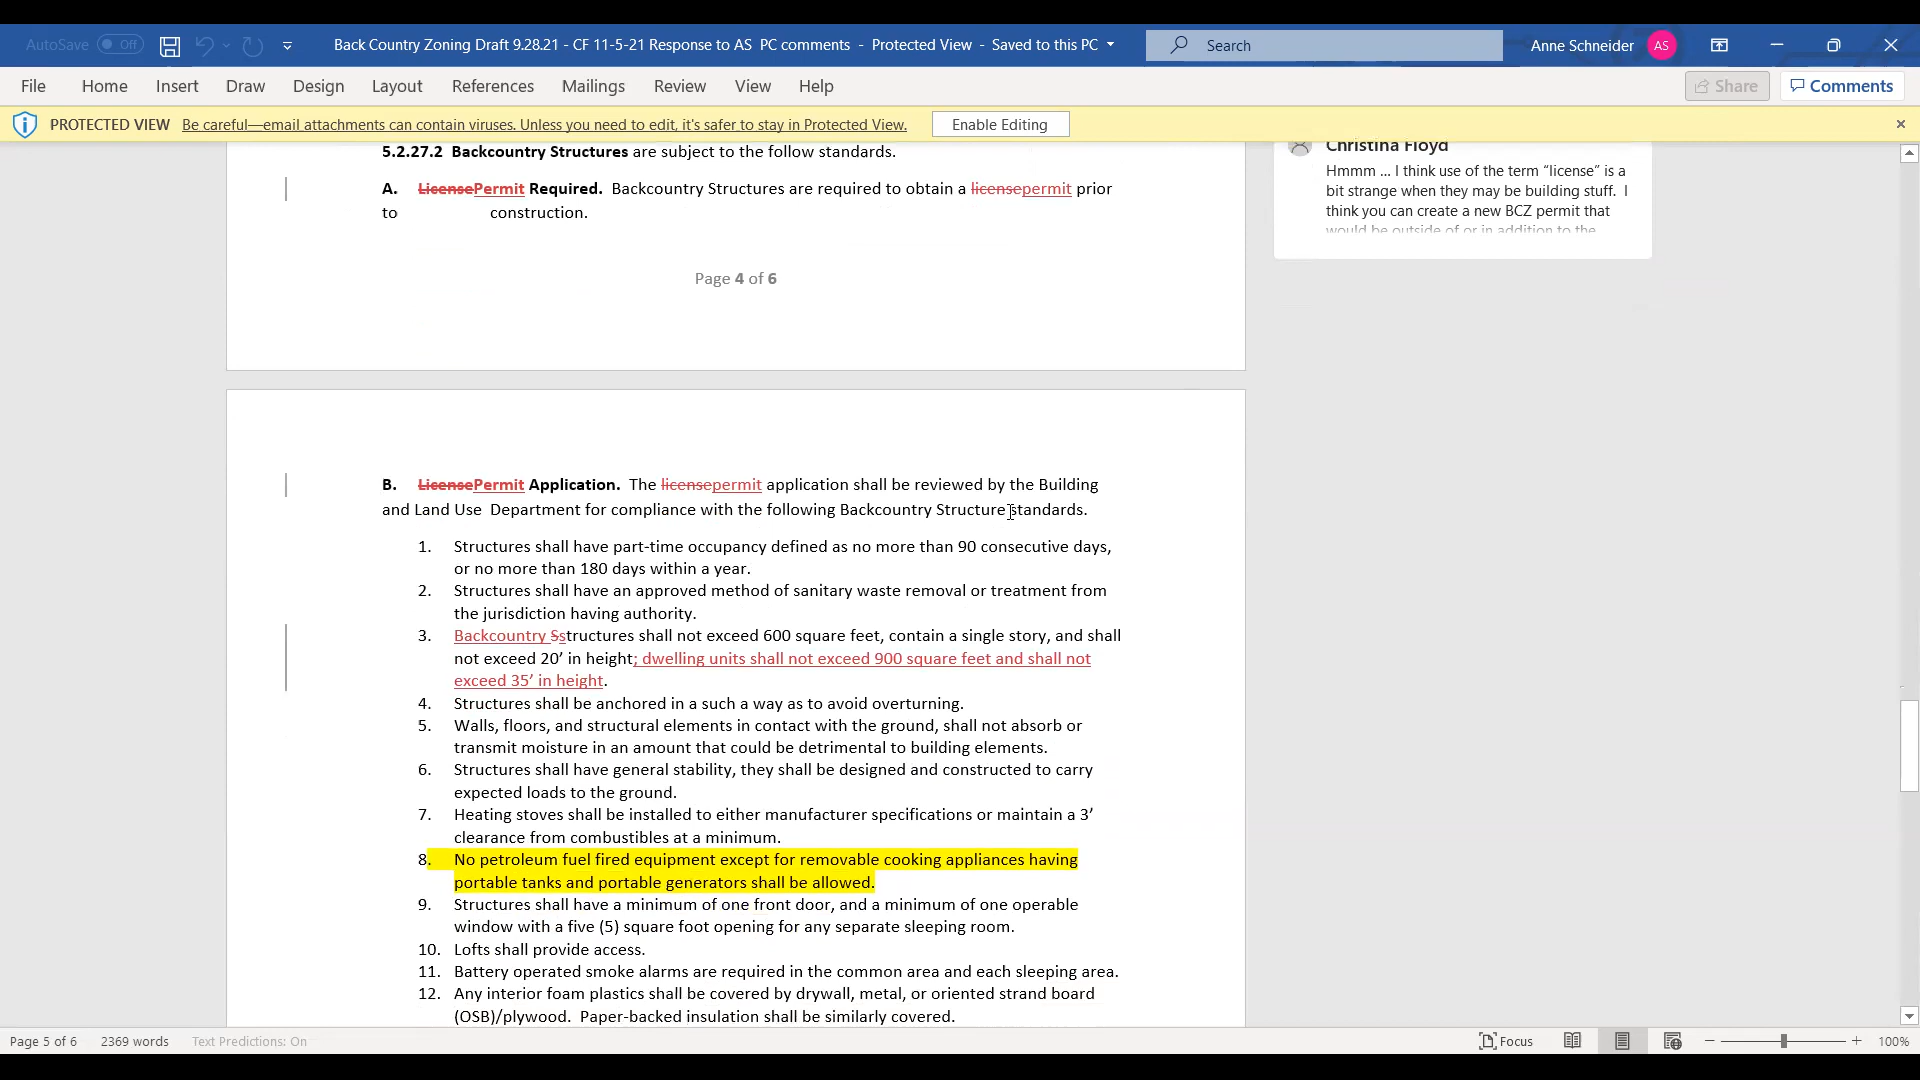 AutoSave Off Back Country Zoning Draft 9.28.21 - CF 11-5-21 Response to AS PC comments - Protected View - Saved to this PC Search Anne Schneider AS
File Home Insert Draw Design Layout References Mailings Review View Help Share Comments
PROTECTED VIEW Be careful—email attachments can contain viruses. Unless you need to edit, it's safer to stay in Protected View. Enable Editing
5.2.27.2 Backcountry Structures are subject to the follow standards.
A. LicensePermit Required. Backcountry Structures are required to obtain a licensepermit prior
to construction.
Page 4 of 6
Christina Floyd
Hmmm ... I think use of the term “license” is a
bit strange when they may be building stuff. I
think you can create a new BCZ permit that
would be outside of or in addition to the
B. LicensePermit Application. The licensepermit application shall be reviewed by the Building
and Land Use Department for compliance with the following Backcountry Structure standards.
1. Structures shall have part-time occupancy defined as no more than 90 consecutive days,
or no more than 180 days within a year.
2. Structures shall have an approved method of sanitary waste removal or treatment from
the jurisdiction having authority.
3. Backcountry Sstructures shall not exceed 600 square feet, contain a single story, and shall
not exceed 20’ in height; dwelling units shall not exceed 900 square feet and shall not
exceed 35’ in height.
4. Structures shall be anchored in a such a way as to avoid overturning.
5. Walls, floors, and structural elements in contact with the ground, shall not absorb or
transmit moisture in an amount that could be detrimental to building elements.
6. Structures shall have general stability, they shall be designed and constructed to carry
expected loads to the ground.
7. Heating stoves shall be installed to either manufacturer specifications or maintain a 3’
clearance from combustibles at a minimum.
8. No petroleum fuel fired equipment except for removable cooking appliances having
portable tanks and portable generators shall be allowed.
9. Structures shall have a minimum of one front door, and a minimum of one operable
window with a five (5) square foot opening for any separate sleeping room.
10. Lofts shall provide access.
11. Battery operated smoke alarms are required in the common area and each sleeping area.
12. Any interior foam plastics shall be covered by drywall, metal, or oriented strand board
(OSB)/plywood. Paper-backed insulation shall be similarly covered.
Page 5 of 6 2369 words Text Predictions: On Focus 100%